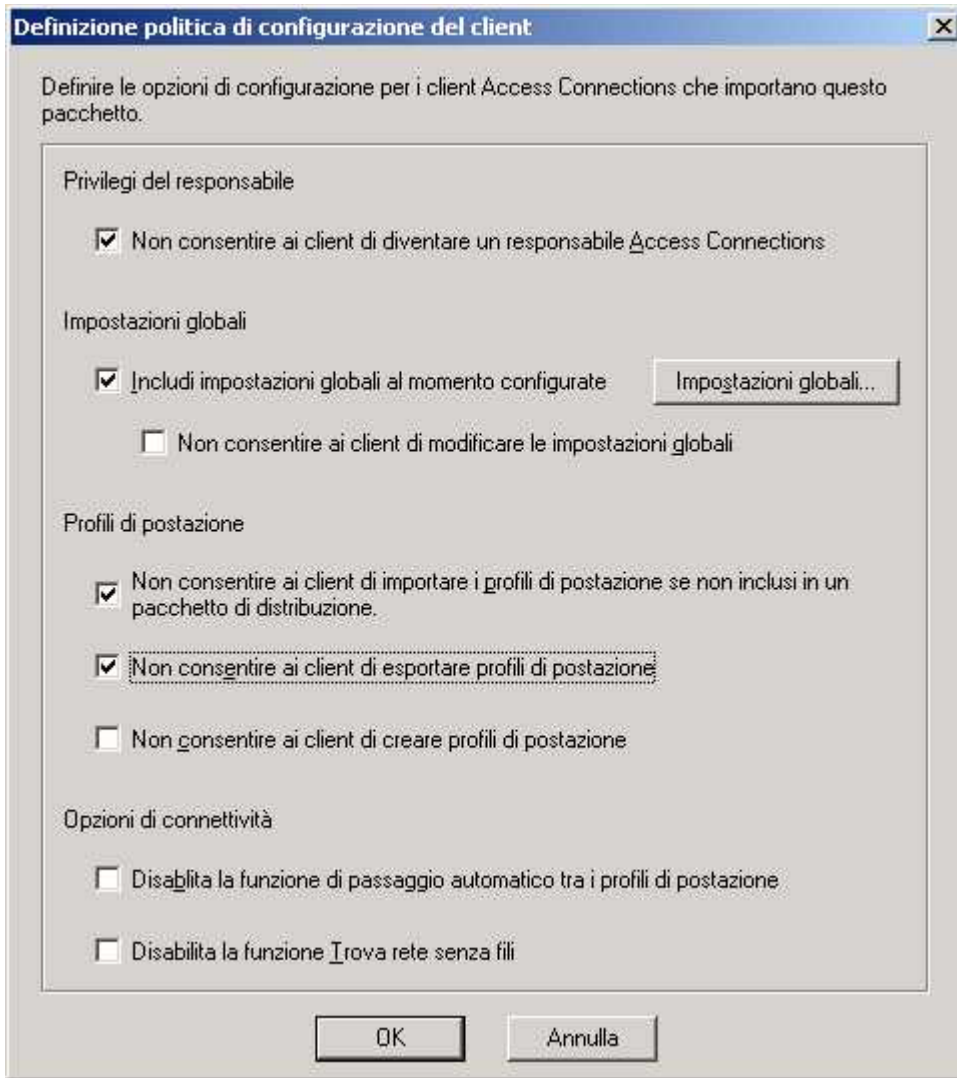 Definizione politica di configurazione del client
Definire le opzioni di configurazione per i client Access Connections che importano questo
pacchetto.
Privilegi del responsabile
Non consentire ai client di diventare un responsabile Access Connections
Impostazioni globali
Includi impostazioni globali al momento configurate
Impostazioni globali...
Non consentire ai client di modificare le impostazioni globali
Profili di postazione
Non consentire ai client di importare i profili di postazione se non inclusi in un
pacchetto di distribuzione.
Non consentire ai client di esportare profili di postazione
Non consentire ai client di creare profili di postazione
Opzioni di connettività
Disablita la funzione di passaggio automatico tra i profili di postazione
Disabilita la funzione Trova rete senza fili
OK
Annulla